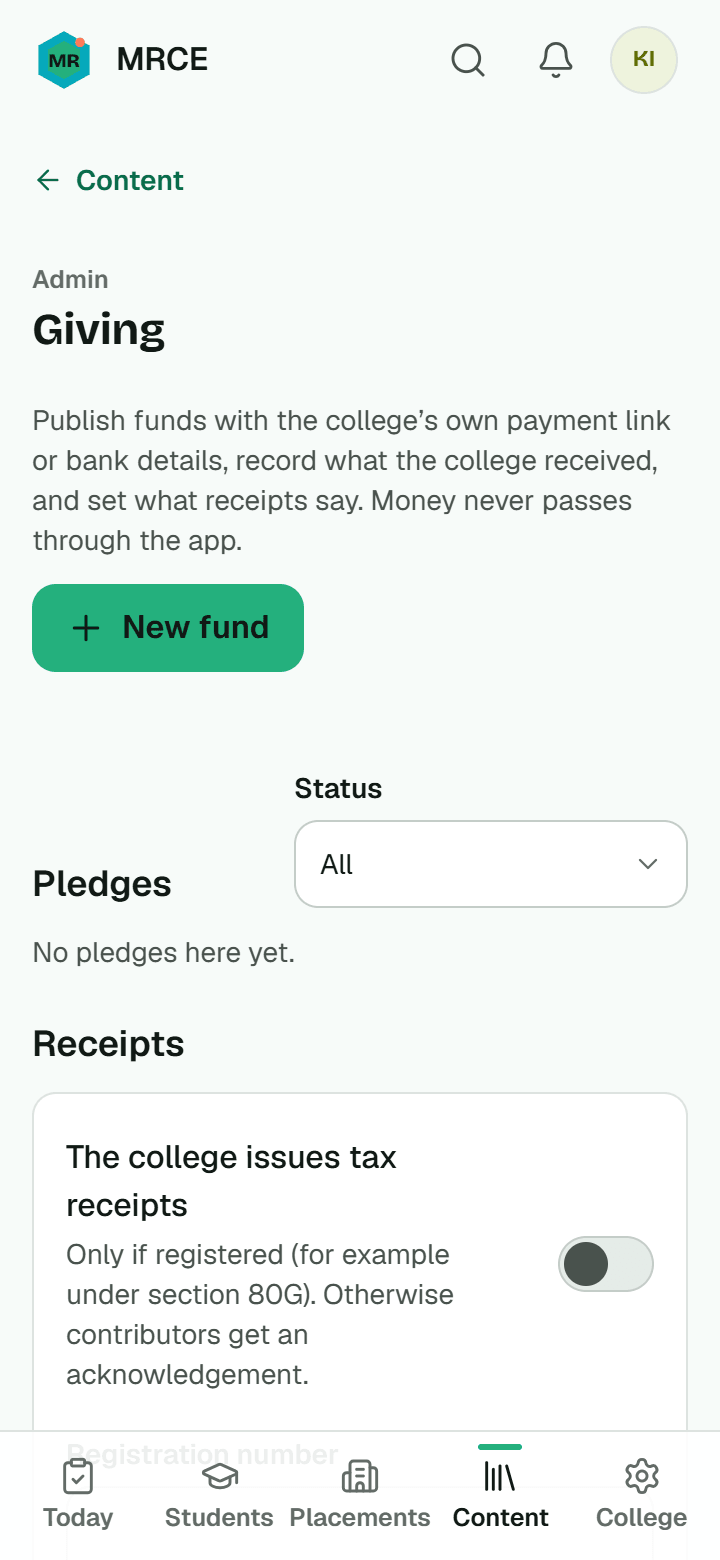 MR MRCE KI
Content
Admin
Giving
Publish funds with the college’s own payment link
or bank details, record what the college received,
and set what receipts say. Money never passes
through the app.
New fund
Status
All
Pledges
No pledges here yet.
Receipts
The college issues tax
receipts
Only if registered (for example
under section 80G). Otherwise
contributors get an
acknowledgement.
Registration number
Today Students Placements Content College